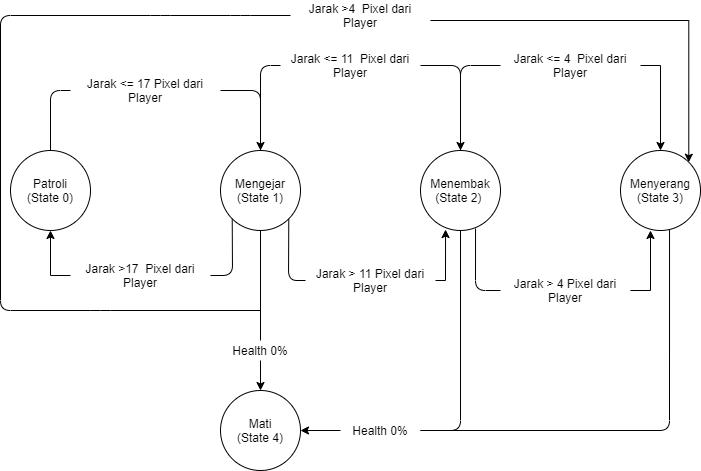 Jarak >4 Pixel dari
Player
Jarak <= 11 Pixel dari
Player
Jarak <= 4 Pixel dari
Player
Jarak <= 17 Pixel dari
Player
Patroli
(State 0)
Mengejar
(State 1)
Menembak
(State 2)
Menyerang
(State 3)
Jarak >17 Pixel dari
Player
Jarak > 11 Pixel dari
Player
Jarak > 4 Pixel dari
Player
Health 0%
Mati
(State 4)
Health 0%